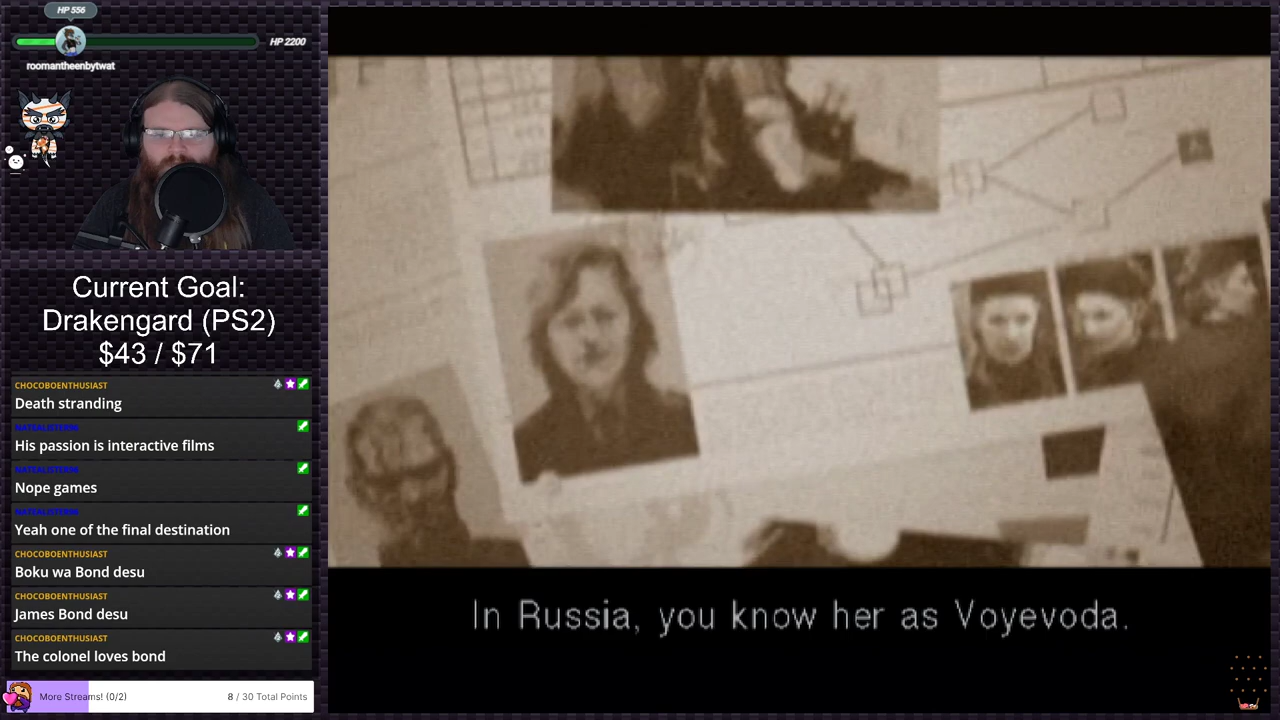 HP 556
HP 2200
roomantheenbytwat
Current Goal:
Drakengard (PS2)
$43 / $71
CHOCOBOENTHUSIAST
Death stranding
His passion is interactive films
Nope games
Yeah one of the final destination
CHOCOBOENTHUSIAST
Boku wa Bond desu
CHOCOBOENTHUSIAST
James Bond desu
CHOCOBOENTHUSIAST
The colonel loves bond
More Streams! (0/2)
8 / 30 Total Points
In Russia, you know her as Voyevoda.